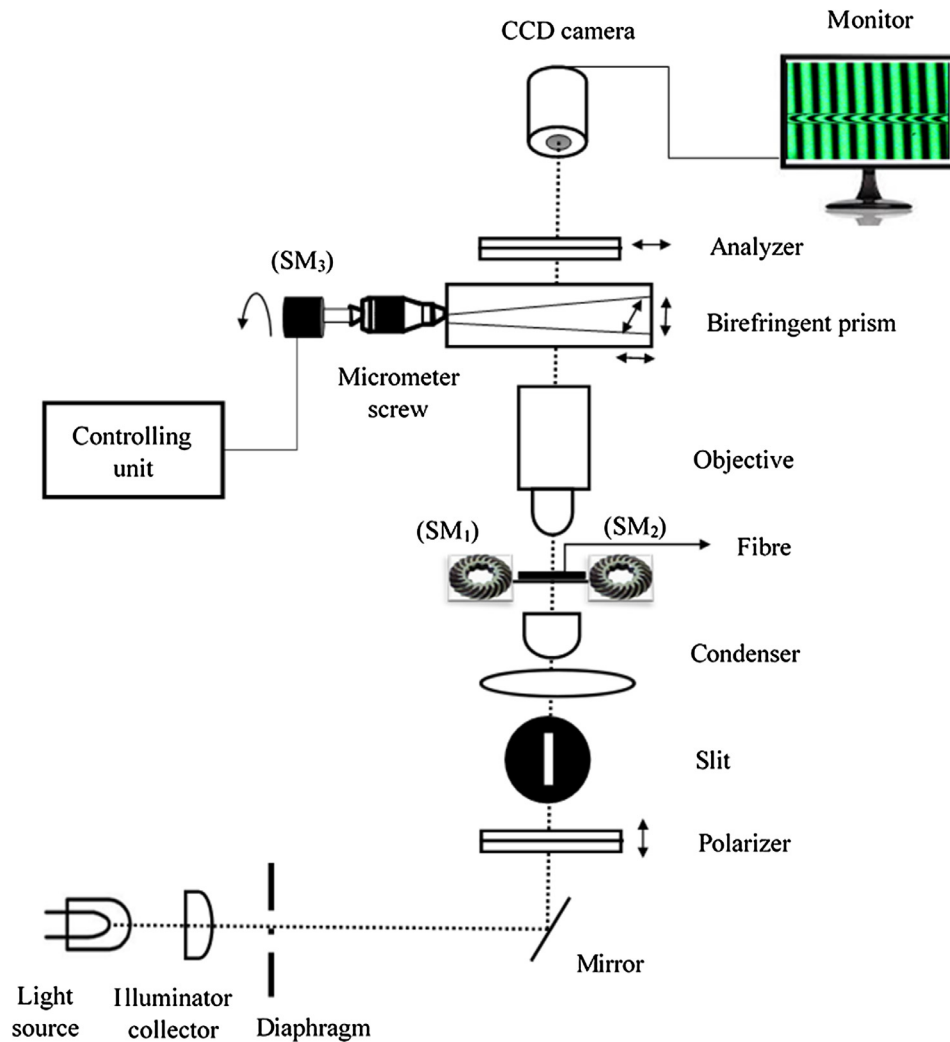 Monitor
CCD camera
Analyzer
(SM₃)
Birefringent prism
Micrometer
screw
Controlling
unit
Objective
(SM₁)
(SM₂)
Fibre
Condenser
Slit
Polarizer
Mirror
Light
source
Illuminator
collector
Diaphragm